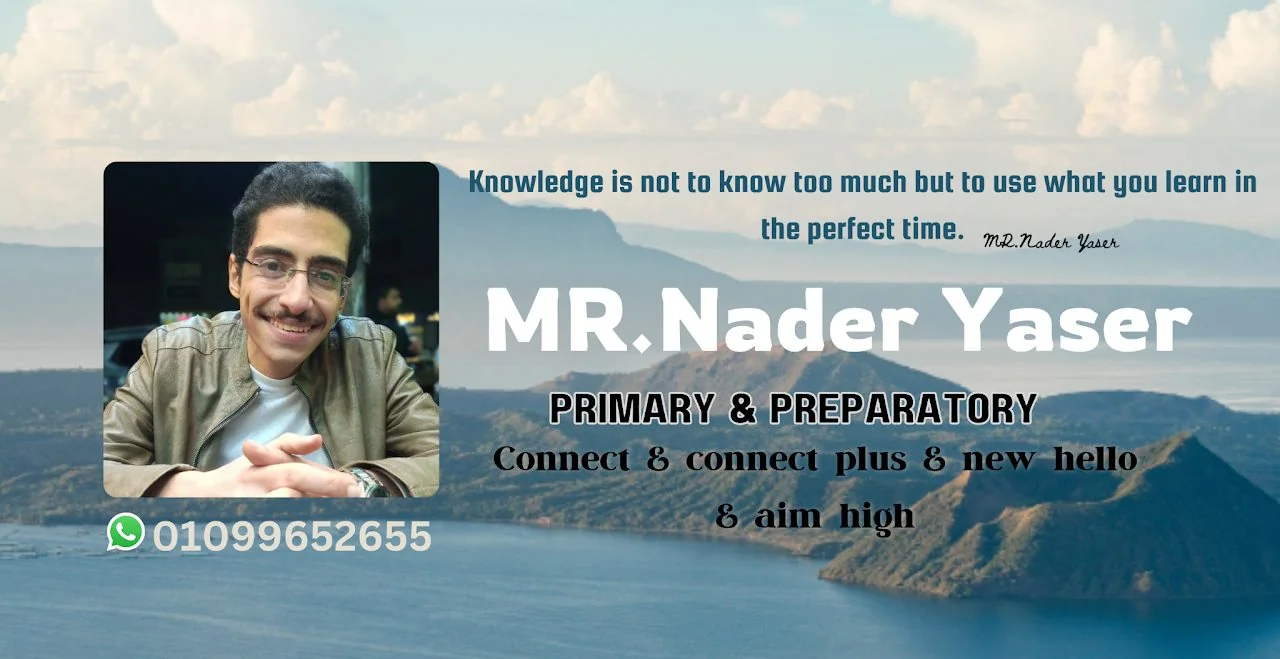 Knowledge is not to know too much but to use what you learn in
the perfect time.
MR.Nader Yaser
MR.Nader Yaser
PRIMARY & PREPARATORY
Connect & connect plus & new hello
& aim high
01099652655